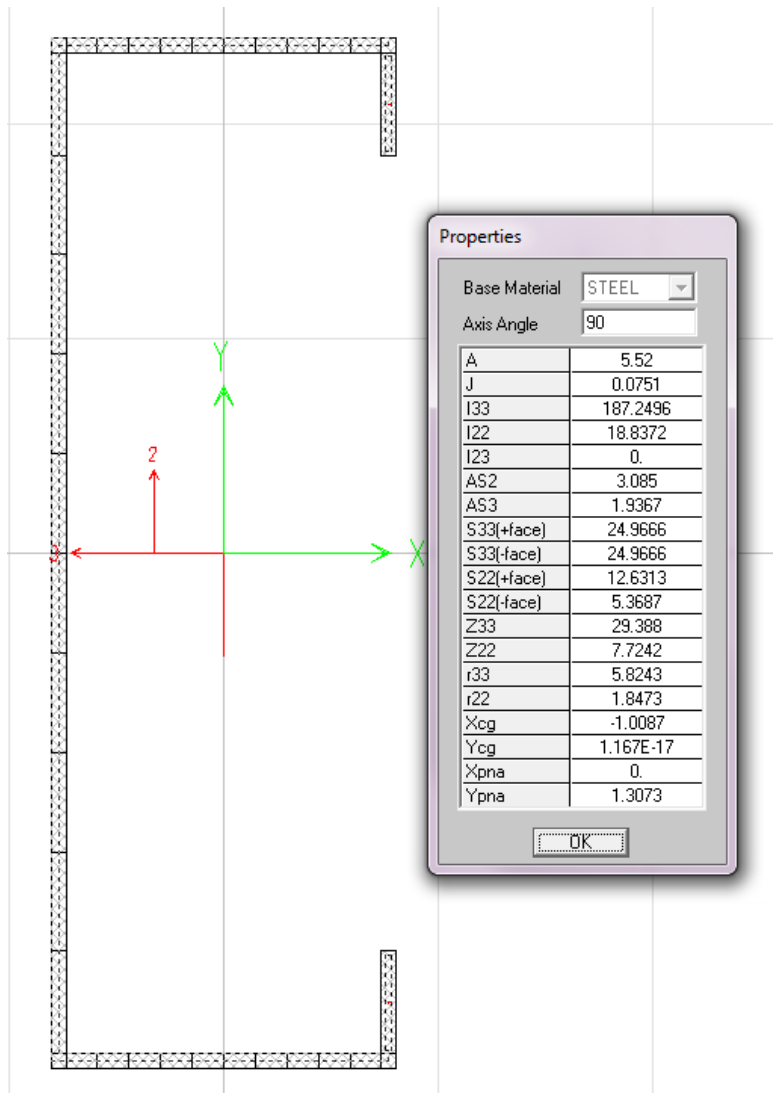 Y
2
3
X
Properties
Base Material STEEL
Axis Angle 90
A 5.52
J 0.0751
I33 187.2496
I22 18.8372
I23 0.
AS2 3.085
AS3 1.9367
S33(+face) 24.9666
S33(-face) 24.9666
S22(+face) 12.6313
S22(-face) 5.3687
Z33 29.388
Z22 7.7242
r33 5.8243
r22 1.8473
Xcg -1.0087
Ycg 1.167E-17
Xpna 0.
Ypna 1.3073
OK